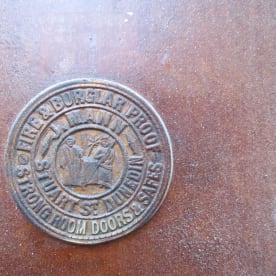 FIRE & BURGLAR PROOF
STRONG ROOM DOORS & SAFES
J. MANN
STUART ST DUNEDIN